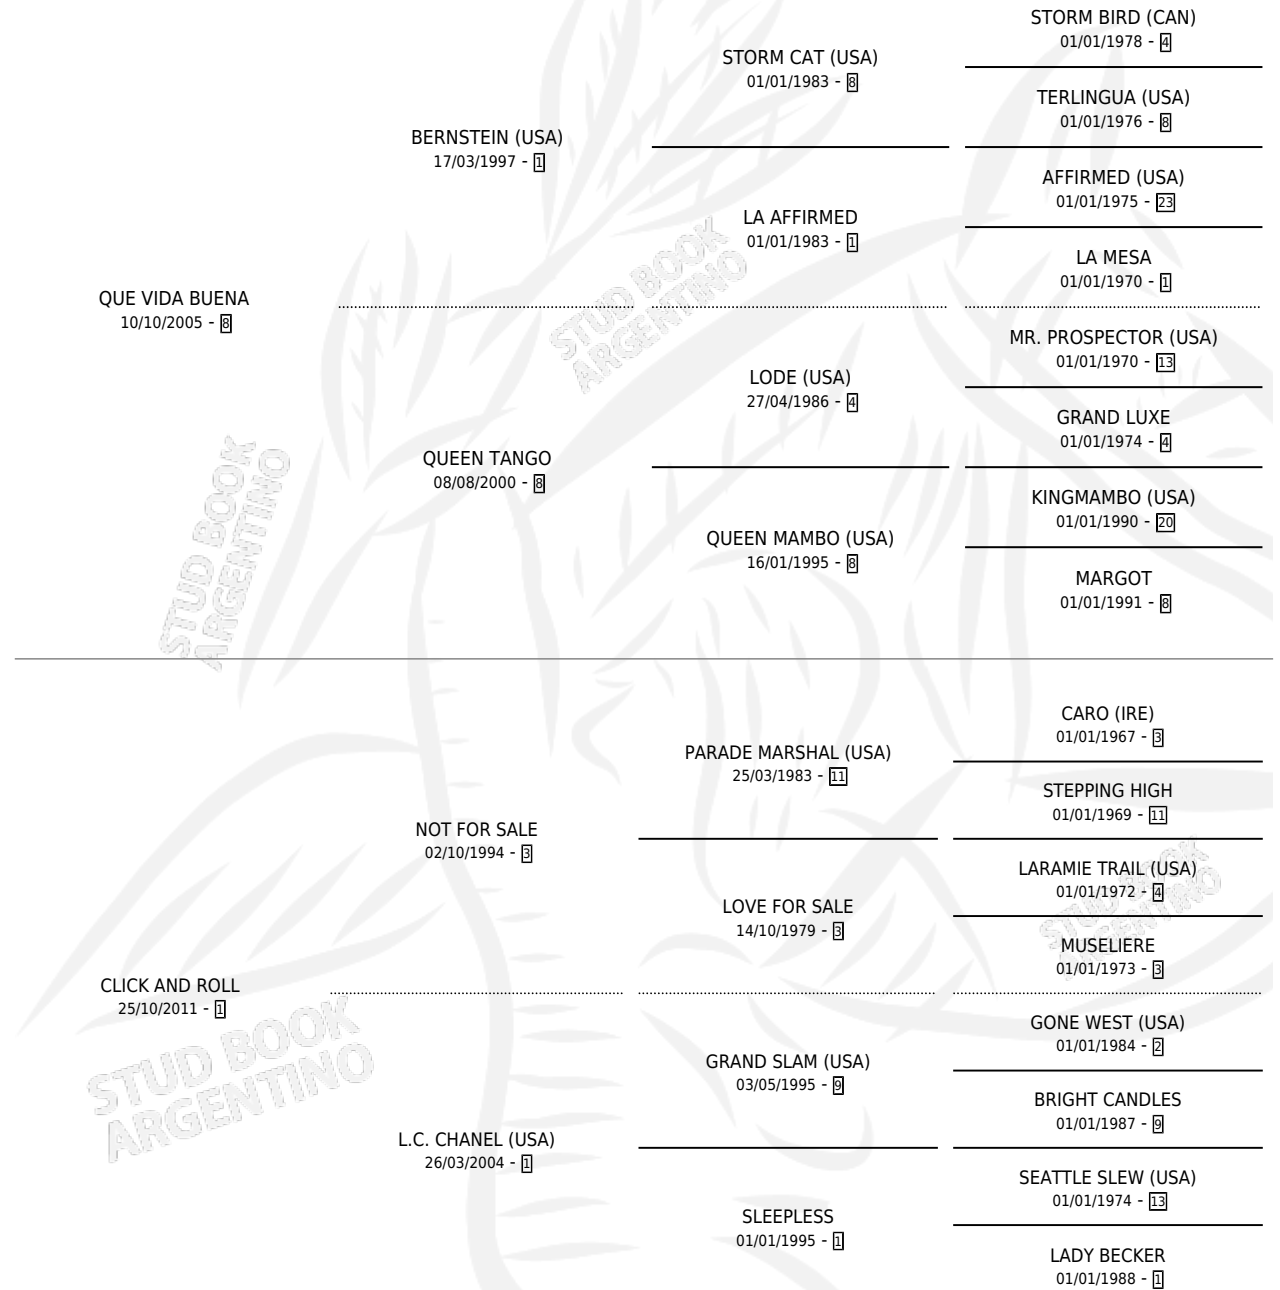 STORM BIRD (CAN)
01/01/1978 - 4
STORM CAT (USA)
01/01/1983 - 8
TERLINGUA (USA)
01/01/1976 - 8
BERNSTEIN (USA)
17/03/1997 - 1
AFFIRMED (USA)
01/01/1975 - 23
LA AFFIRMED
01/01/1983 - 1
LA MESA
01/01/1970 - 1
QUE VIDA BUENA
10/10/2005 - 8
MR. PROSPECTOR (USA)
01/01/1970 - 13
LODE (USA)
27/04/1986 - 4
GRAND LUXE
01/01/1974 - 4
QUEEN TANGO
08/08/2000 - 8
KINGMAMBO (USA)
01/01/1990 - 20
QUEEN MAMBO (USA)
16/01/1995 - 8
MARGOT
01/01/1991 - 8
CARO (IRE)
01/01/1967 - 3
PARADE MARSHAL (USA)
25/03/1983 - 11
STEPPING HIGH
01/01/1969 - 11
NOT FOR SALE
02/10/1994 - 3
LARAMIE TRAIL (USA)
01/01/1972 - 4
LOVE FOR SALE
14/10/1979 - 3
MUSELIERE
01/01/1973 - 3
CLICK AND ROLL
25/10/2011 - 1
GONE WEST (USA)
01/01/1984 - 2
GRAND SLAM (USA)
03/05/1995 - 9
BRIGHT CANDLES
01/01/1987 - 9
L.C. CHANEL (USA)
26/03/2004 - 1
SEATTLE SLEW (USA)
01/01/1974 - 13
SLEEPLESS
01/01/1995 - 1
LADY BECKER
01/01/1988 - 1
STUD BOOK
ARGENTINO
STUD BOOK
ARGENTINO
STUD BOOK
ARGENTINO
STUD BOOK
ARGENTINO